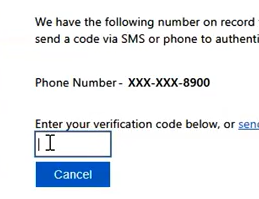 We have the following number on record
send a code via SMS or phone to authenti
Phone Number - XXX-XXX-8900
Enter your verification code below, or send
Cancel